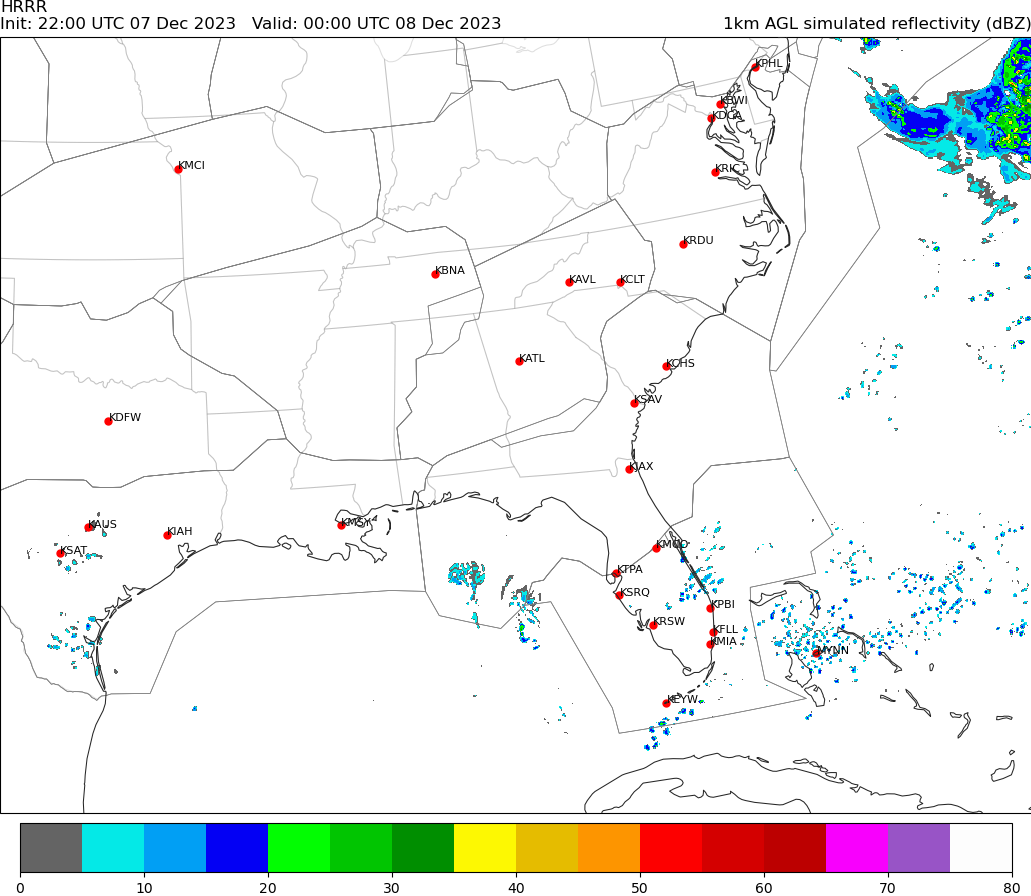 HRRR
Init: 22:00 UTC 07 Dec 2023   Valid: 00:00 UTC 08 Dec 2023   1km AGL simulated reflectivity (dBZ)
KPHL
KBWI
KDCA
KMCI
KRIC
KRDU
KBNA
KAVL KCLT
KATL
KCHS
KSAV
KDFW
KJAX
KAUS KMSY
KIAH
KSAT KMCO
KTPA
KSRQ
KPBI
KRSW
KFLL
KMIA
MYNN
KEYW
0 10 20 30 40 50 60 70 80